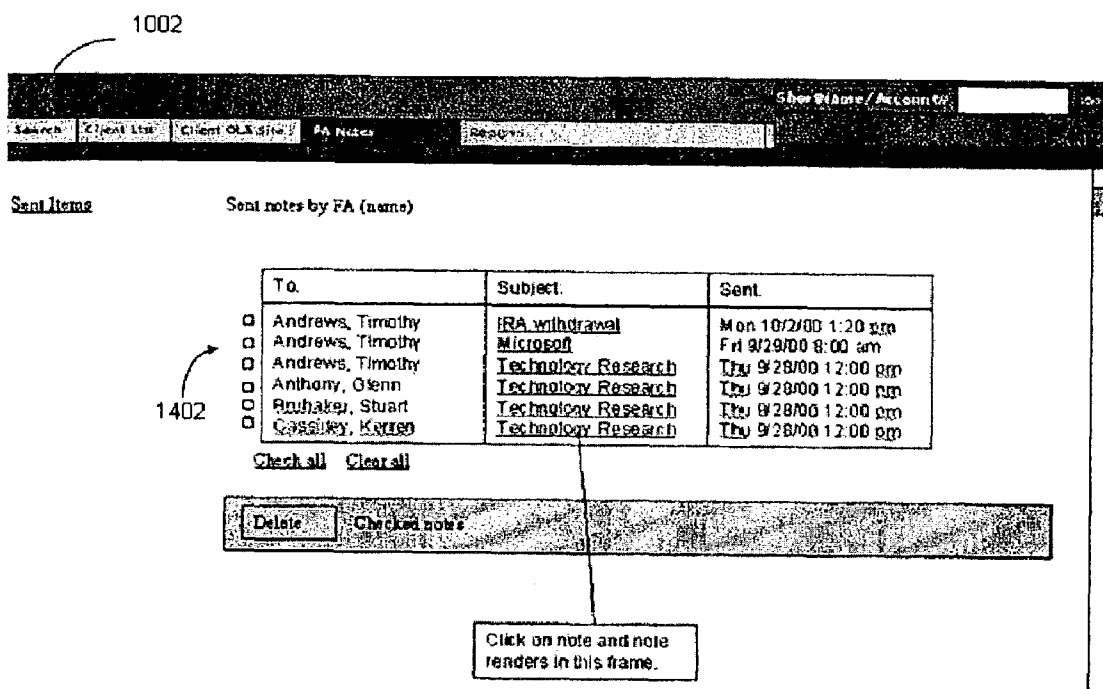 1002
ShortName/Account#
Search Client List Client OLS Site FA Notes Reports
Sent Items Sent notes by FA (name)
To. Subject. Sent.
Andrews, Timothy IRA withdrawal Mon 10/2/00 1:20 pm
Andrews, Timothy Microsoft Fri 9/29/00 8:00 am
Andrews, Timothy Technology Research Thu 9/28/00 12:00 pm
Anthony, Glenn Technology Research Thu 9/28/00 12:00 pm
Brubaker, Stuart Technology Research Thu 9/28/00 12:00 pm
Technology Research Thu 9/28/00 12:00 pm
1402
Check all Clear all
Delete Checked notes
Click on note and note
renders in this frame.